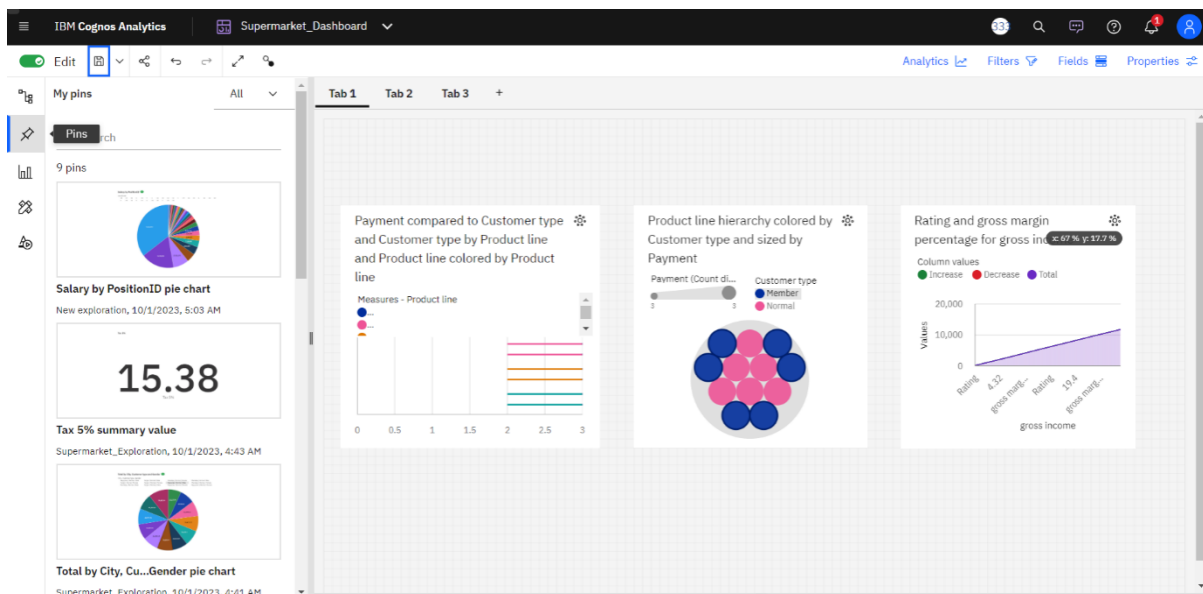 IBM Cognos Analytics
Supermarket_Dashboard
333
1
Edit
Analytics
Filters
Fields
Properties
My pins
All
Tab 1
Tab 2
Tab 3
+
Pins
rch
9 pins
Salary by PositionID pie chart
New exploration, 10/1/2023, 5:03 AM
15.38
Tax 5% summary value
Supermarket_Exploration, 10/1/2023, 4:43 AM
Total by City, Cu...Gender pie chart
Supermarket_Exploration, 10/1/2023, 4:41 AM
Payment compared to Customer type
and Customer type by Product line
and Product line colored by Product
line
Measures - Product line
...
...
0 0.5 1 1.5 2 2.5 3
Product line hierarchy colored by
Customer type and sized by
Payment
Payment (Count di...
3 3
Customer type
Member
Normal
Rating and gross margin
percentage for gross inc
x: 67 % y: 17.7 %
Column values
Increase Decrease Total
Values
20,000
10,000
0
Rating
4.32
gross marg...
Rating
19.4
gross marg...
gross income